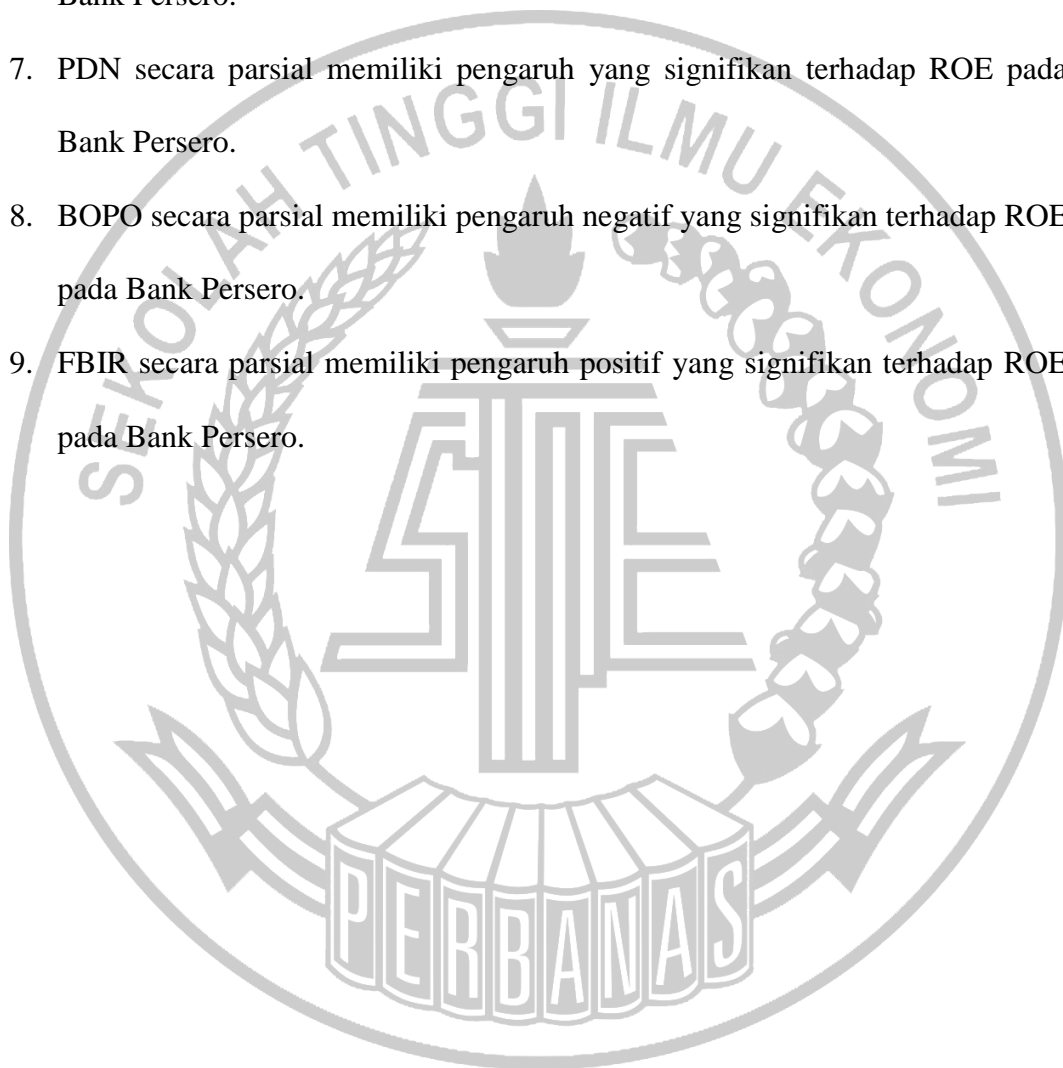 Bank Persero.
7. PDN secara parsial memiliki pengaruh yang signifikan terhadap ROE pada
Bank Persero.
8. BOPO secara parsial memiliki pengaruh negatif yang signifikan terhadap ROE
pada Bank Persero.
9. FBIR secara parsial memiliki pengaruh positif yang signifikan terhadap ROE
pada Bank Persero.
SEKOLAH TINGGI ILMU EKONOMI
STIE
PERBANAS